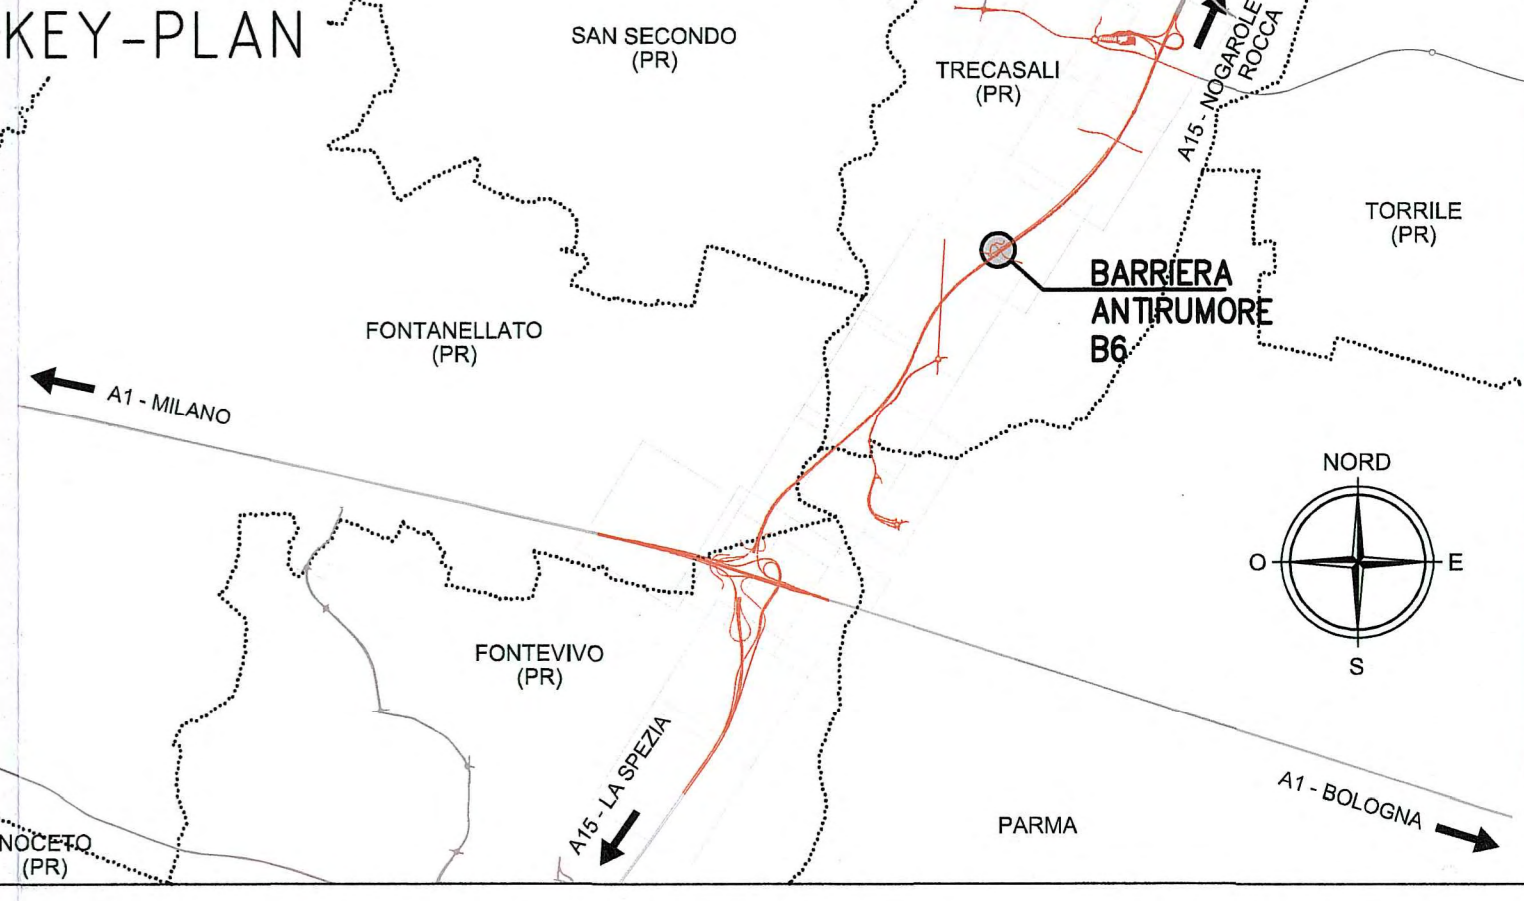 KEY-PLAN
SAN SECONDO
(PR)
TRECASALI
(PR)
A15 - NOGAROLE
ROCCA
TORRILE
(PR)
BARRIERA
ANTIRUMORE
B6
FONTANELLATO
(PR)
A1 - MILANO
NORD
O
E
S
FONTEVIVO
(PR)
A15 - LA SPEZIA
A1 - BOLOGNA
PARMA
NOCETO
(PR)